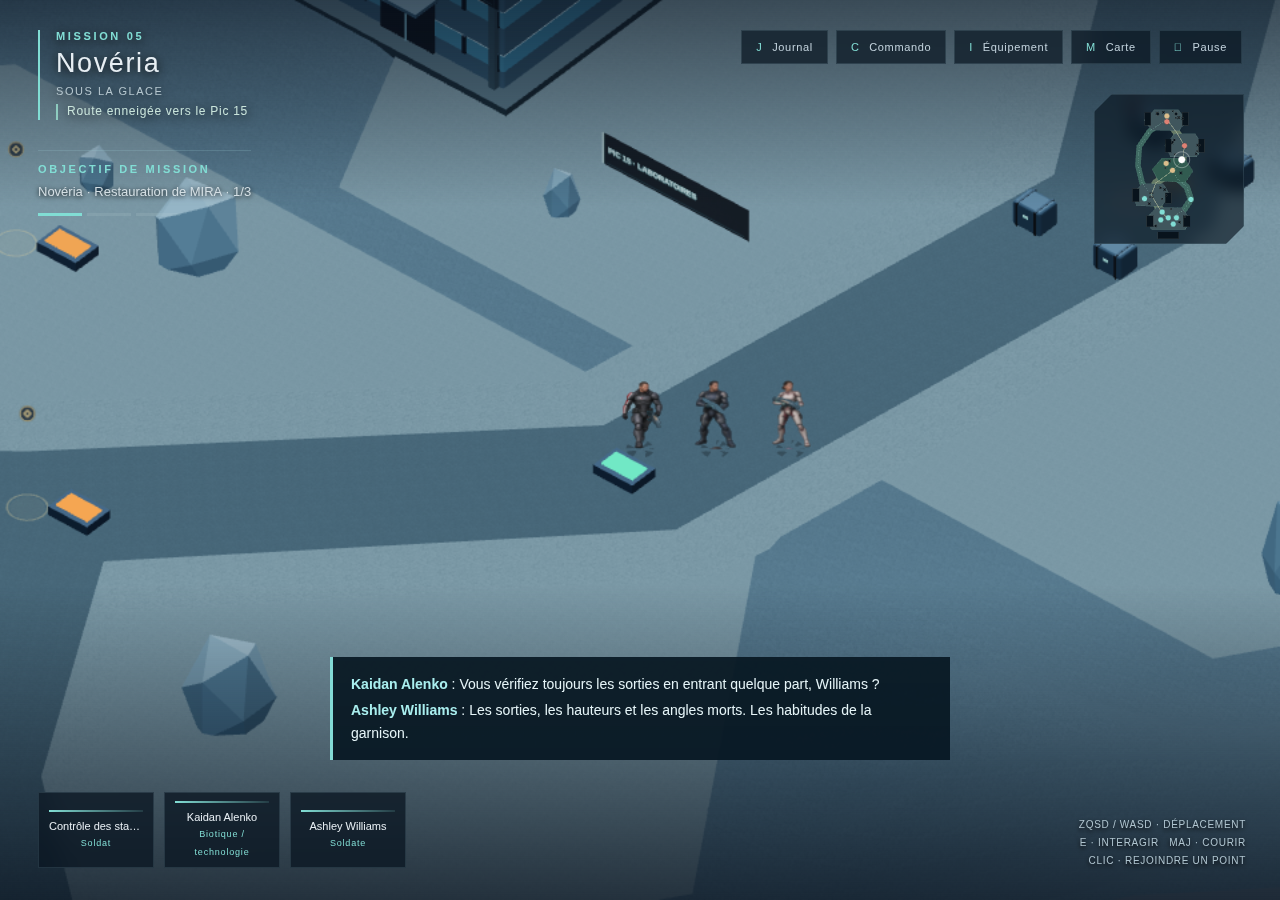 MISSION 05
Novéria
SOUS LA GLACE
Route enneigée vers le Pic 15
J Journal
C Commando
I Équipement
M Carte
Pause
OBJECTIF DE MISSION
Novéria · Restauration de MIRA · 1/3
PIC 15 · LABORATOIRES
Kaidan Alenko : Vous vérifiez toujours les sorties en entrant quelque part, Williams ?
Ashley Williams : Les sorties, les hauteurs et les angles morts. Les habitudes de la
garnison.
Contrôle des sta…
Soldat
Kaidan Alenko
Biotique /
technologie
Ashley Williams
Soldate
ZQSD / WASD · DÉPLACEMENT
E · INTERAGIR MAJ · COURIR
CLIC · REJOINDRE UN POINT